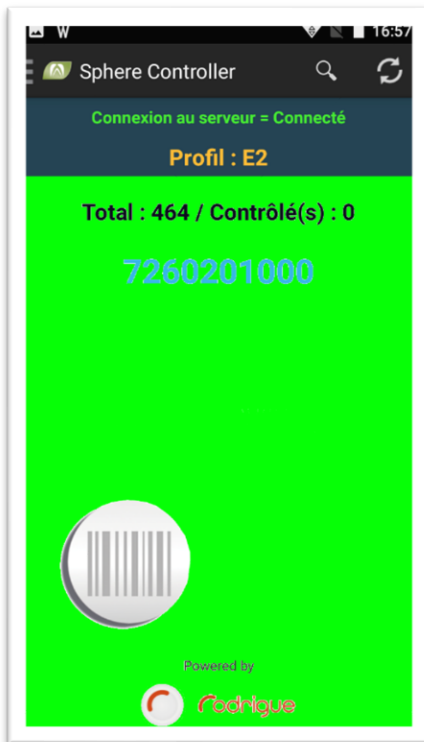 W 16:57
Sphere Controller
Connexion au serveur = Connecté
Profil : E2
Total : 464 / Contrôlé(s) : 0
7260201000
Powered by
Rodrigue